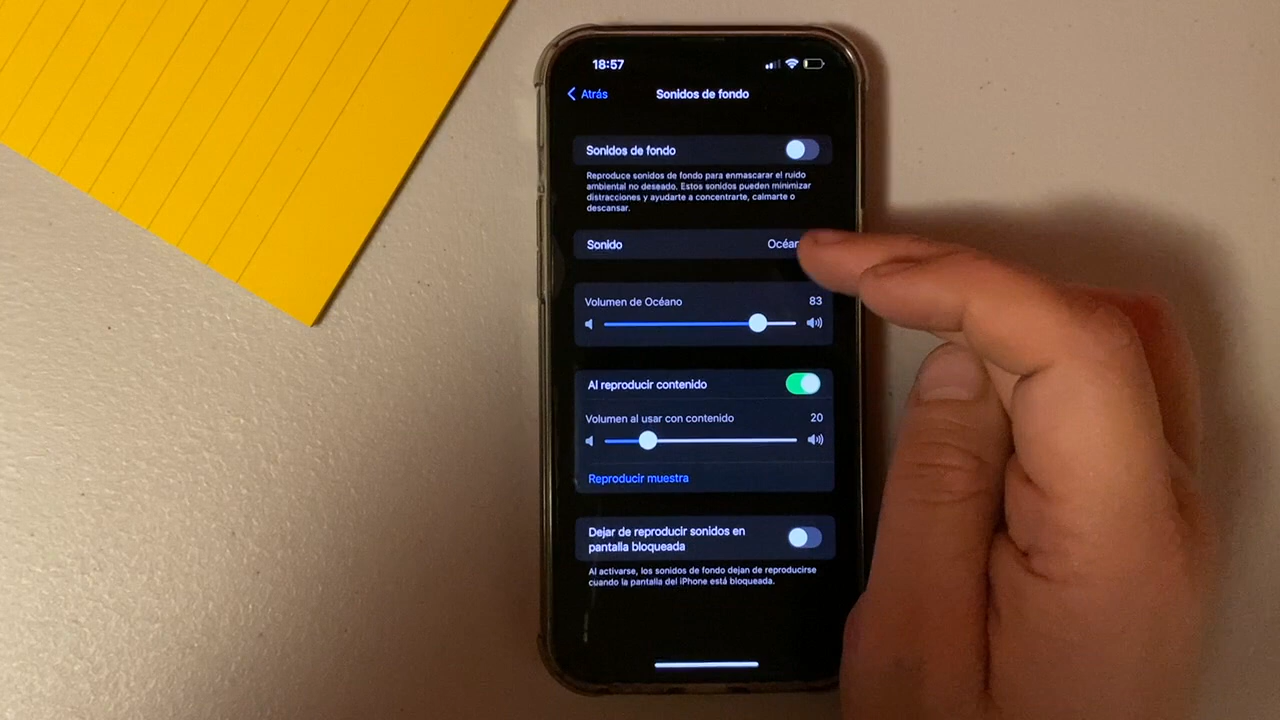 18:57
Atrás
Sonidos de fondo
Sonidos de fondo
Reproduce sonidos de fondo para enmascarar el ruido
ambiental no deseado. Estos sonidos pueden minimizar
distracciones y ayudarte a concentrarte, calmarte o
descansar.
Sonido
Volumen de Océano 83
Al reproducir contenido
Volumen al usar con contenido 20
Reproducir muestra
Dejar de reproducir sonidos en
pantalla bloqueada
Al activarse, los sonidos de fondo dejan de reproducirse
cuando la pantalla del iPhone está bloqueada.